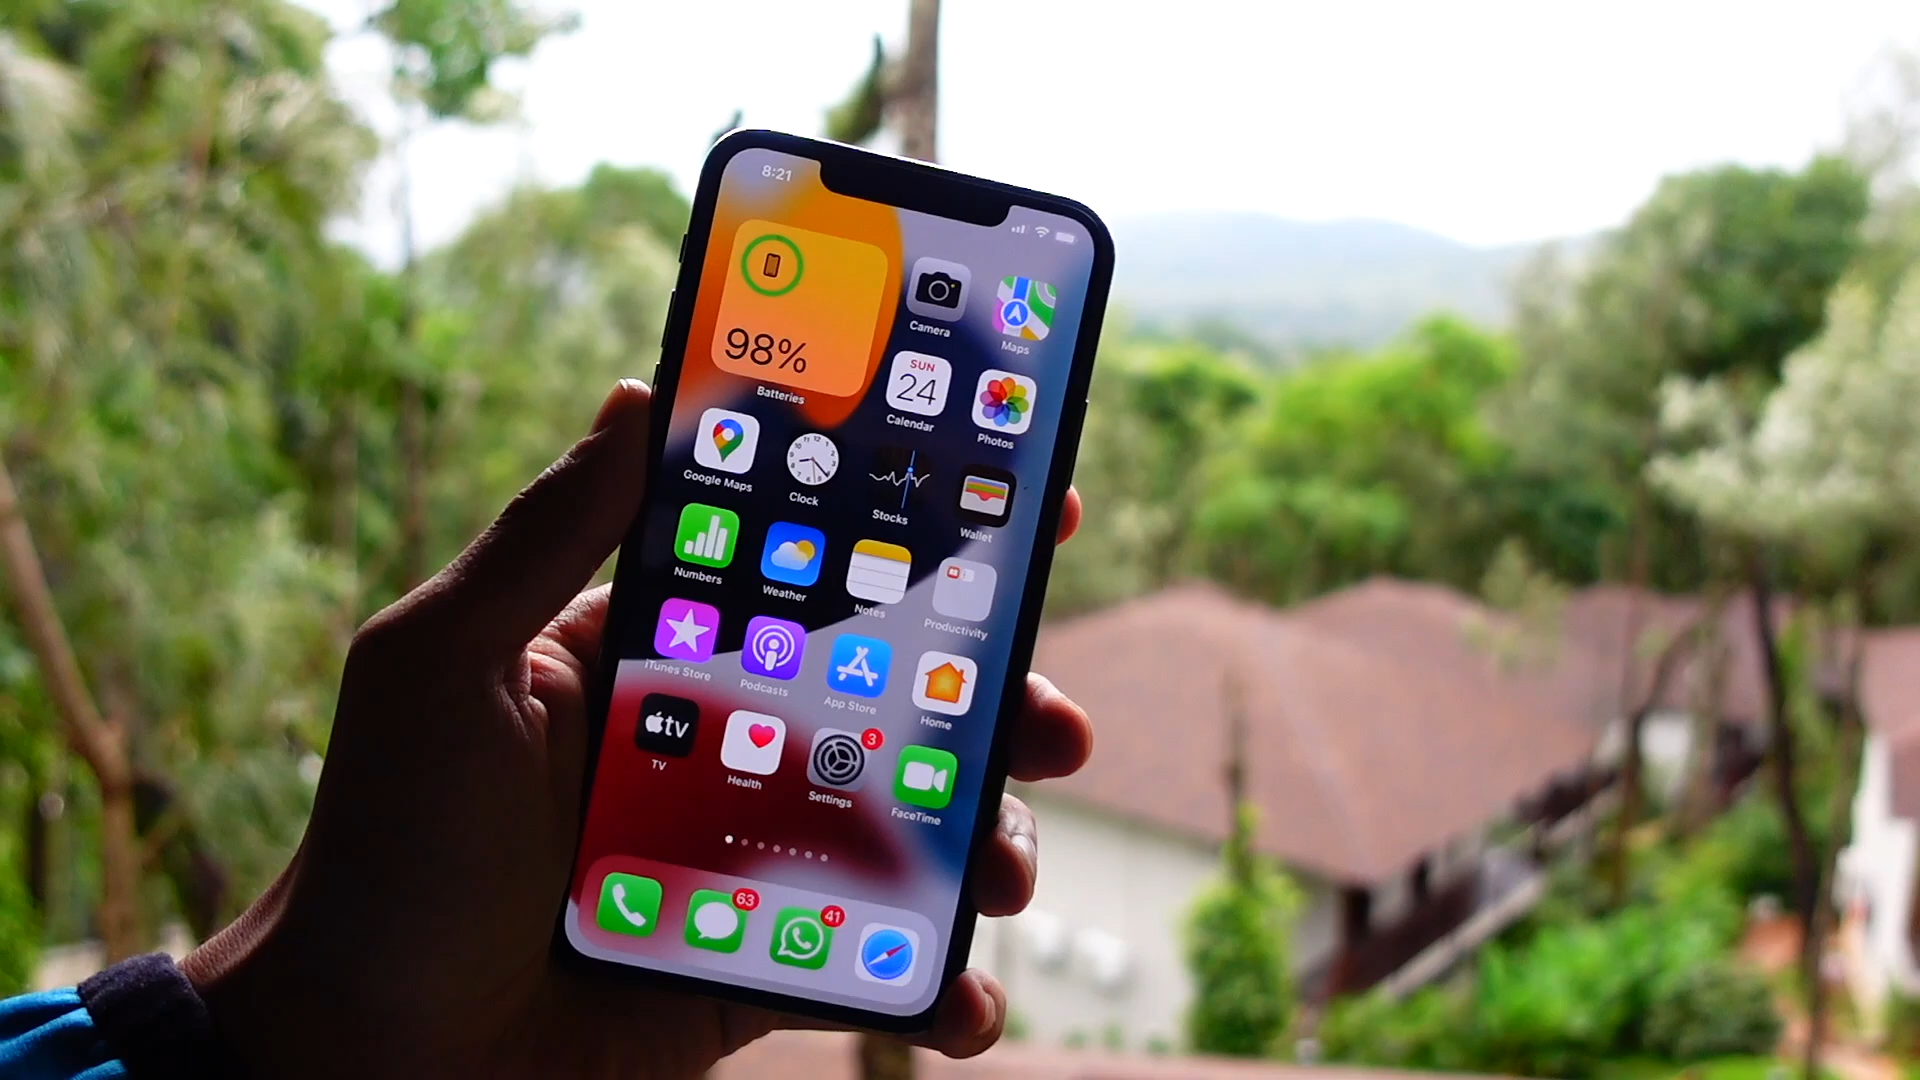 8:21
98%
Batteries
Camera
Maps
SUN
24
Calendar
Photos
Google Maps
Clock
Stocks
Wallet
Numbers
Weather
Notes
Productivity
iTunes Store
Podcasts
App Store
Home
tv
TV
Health
3
Settings
FaceTime
63
41